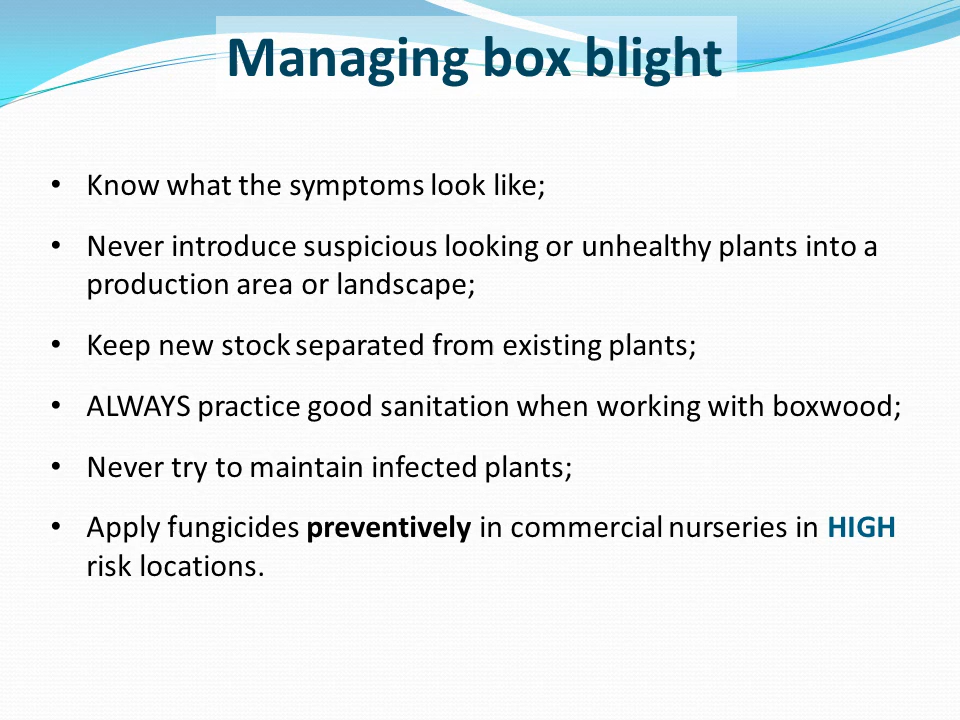 Managing box blight
• Know what the symptoms look like;
• Never introduce suspicious looking or unhealthy plants into a
production area or landscape;
• Keep new stock separated from existing plants;
• ALWAYS practice good sanitation when working with boxwood;
• Never try to maintain infected plants;
• Apply fungicides preventively in commercial nurseries in HIGH
risk locations.